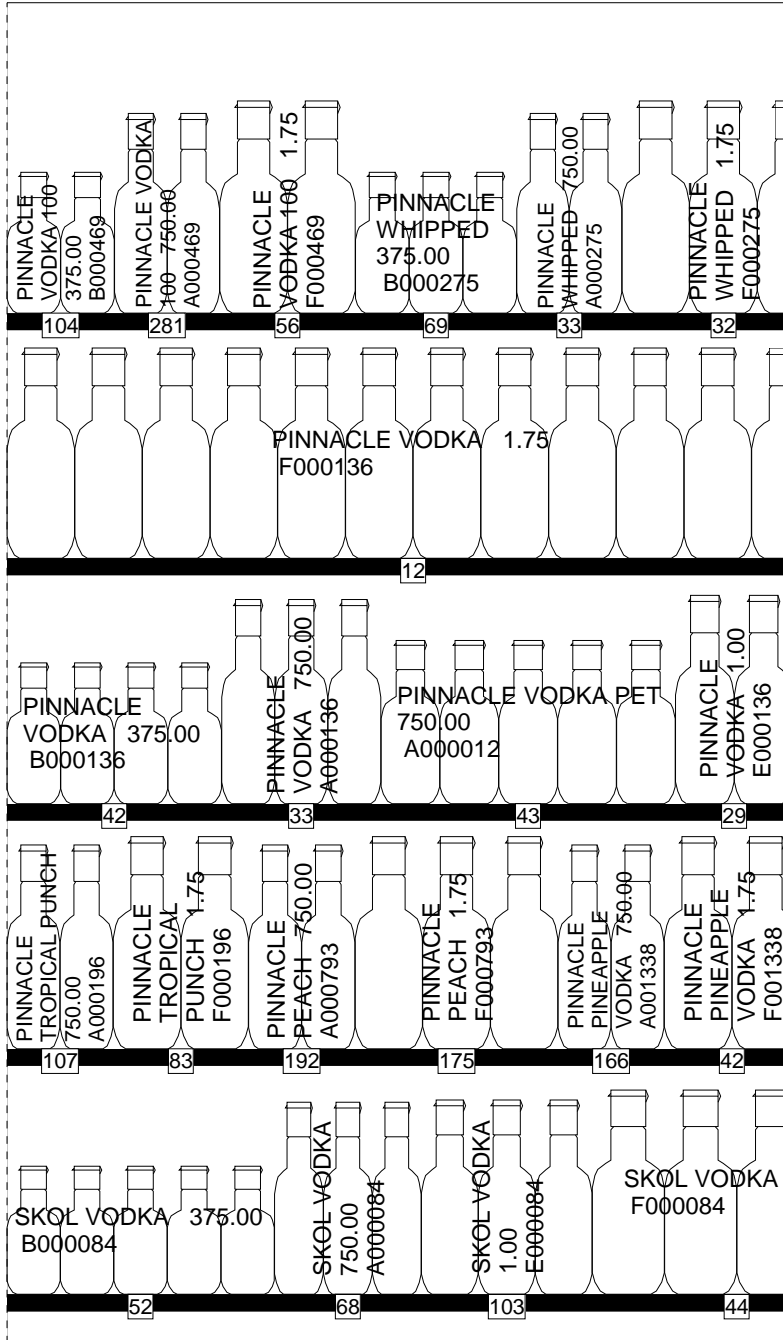 PINNACLE
VODKA 100
375.00
B000469
PINNACLE VODKA
100 750.00
A000469
PINNACLE
VODKA 100 1.75
F000469
PINNACLE
WHIPPED
375.00
B000275
PINNACLE
WHIPPED 750.00
A000275
PINNACLE
WHIPPED 1.75
F000275
104
281
56
69
33
32
PINNACLE VODKA 1.75
F000136
12
PINNACLE
VODKA 375.00
B000136
PINNACLE
VODKA 750.00
A000136
PINNACLE VODKA PET
750.00
A000012
PINNACLE
VODKA 1.00
E000136
42
33
43
29
PINNACLE
TROPICAL PUNCH
750.00
A000196
PINNACLE
TROPICAL
PUNCH 1.75
F000196
PINNACLE
PEACH 750.00
A000793
PINNACLE
PEACH 1.75
F000793
PINNACLE
PINEAPPLE
VODKA 750.00
A001338
PINNACLE
PINEAPPLE
VODKA 1.75
F001338
107
83
192
175
166
42
SKOL VODKA 375.00
B000084
SKOL VODKA
750.00
A000084
SKOL VODKA
1.00
E000084
SKOL VODKA
F000084
52
68
103
44